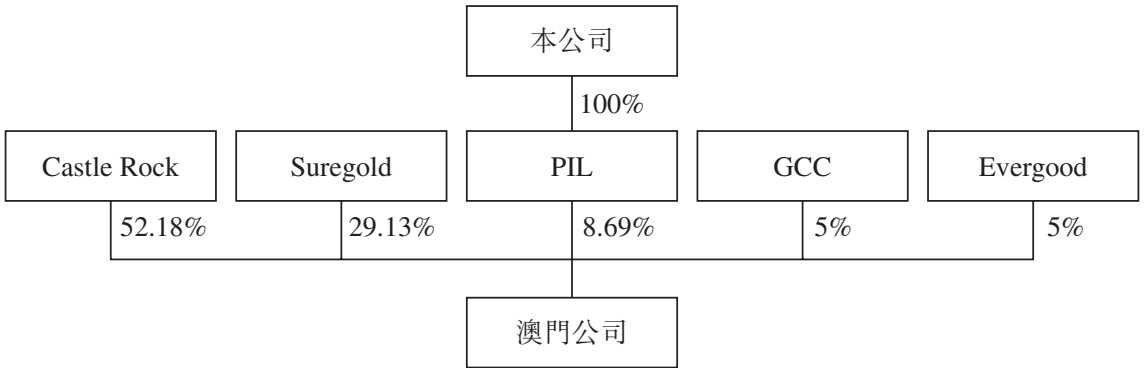 本公司
100%
Castle Rock
Suregold
PIL
GCC
Evergood
52.18%
29.13%
8.69%
5%
5%
澳門公司